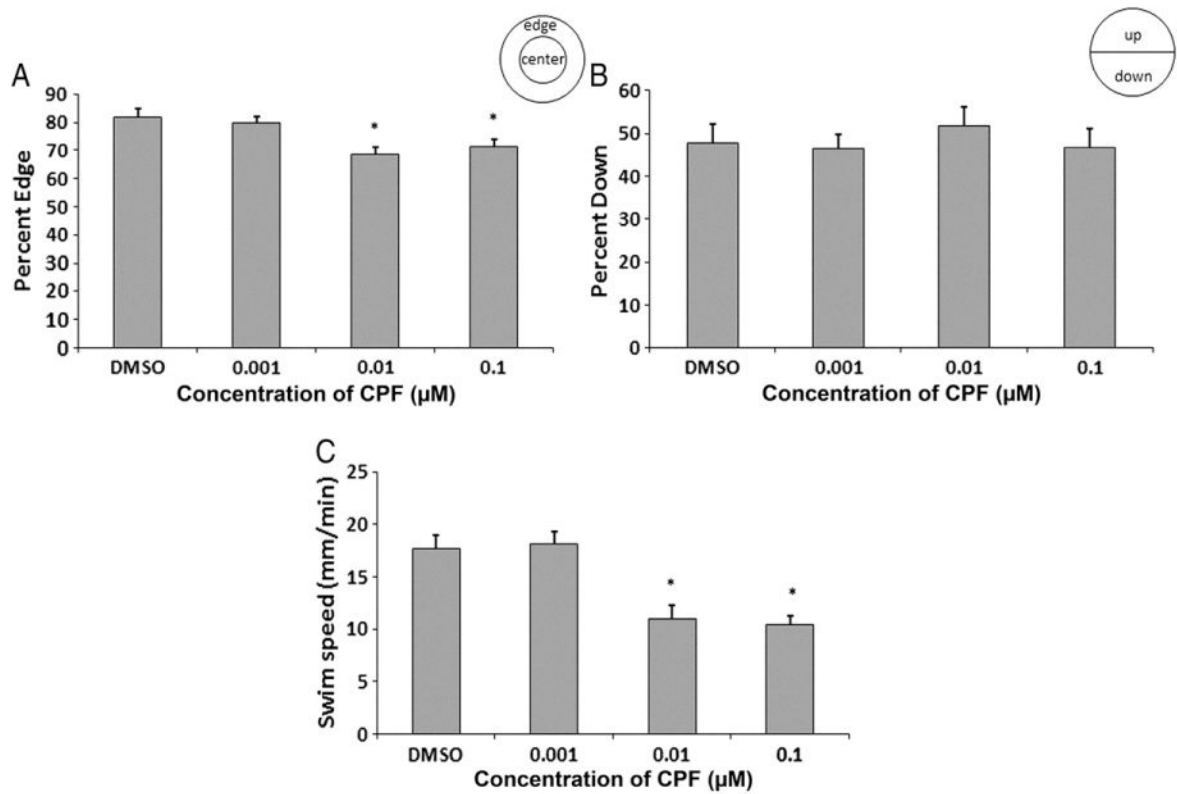 A
edge
center
Percent Edge
90
80
70
60
50
40
30
20
10
0
*
*
DMSO 0.001 0.01 0.1
Concentration of CPF (µM)
B
up
down
Percent Down
60
50
40
30
20
10
0
DMSO 0.001 0.01 0.1
Concentration of CPF (µM)
C
Swim speed (mm/min)
25
20
15
10
5
0
*
*
DMSO 0.001 0.01 0.1
Concentration of CPF (µM)